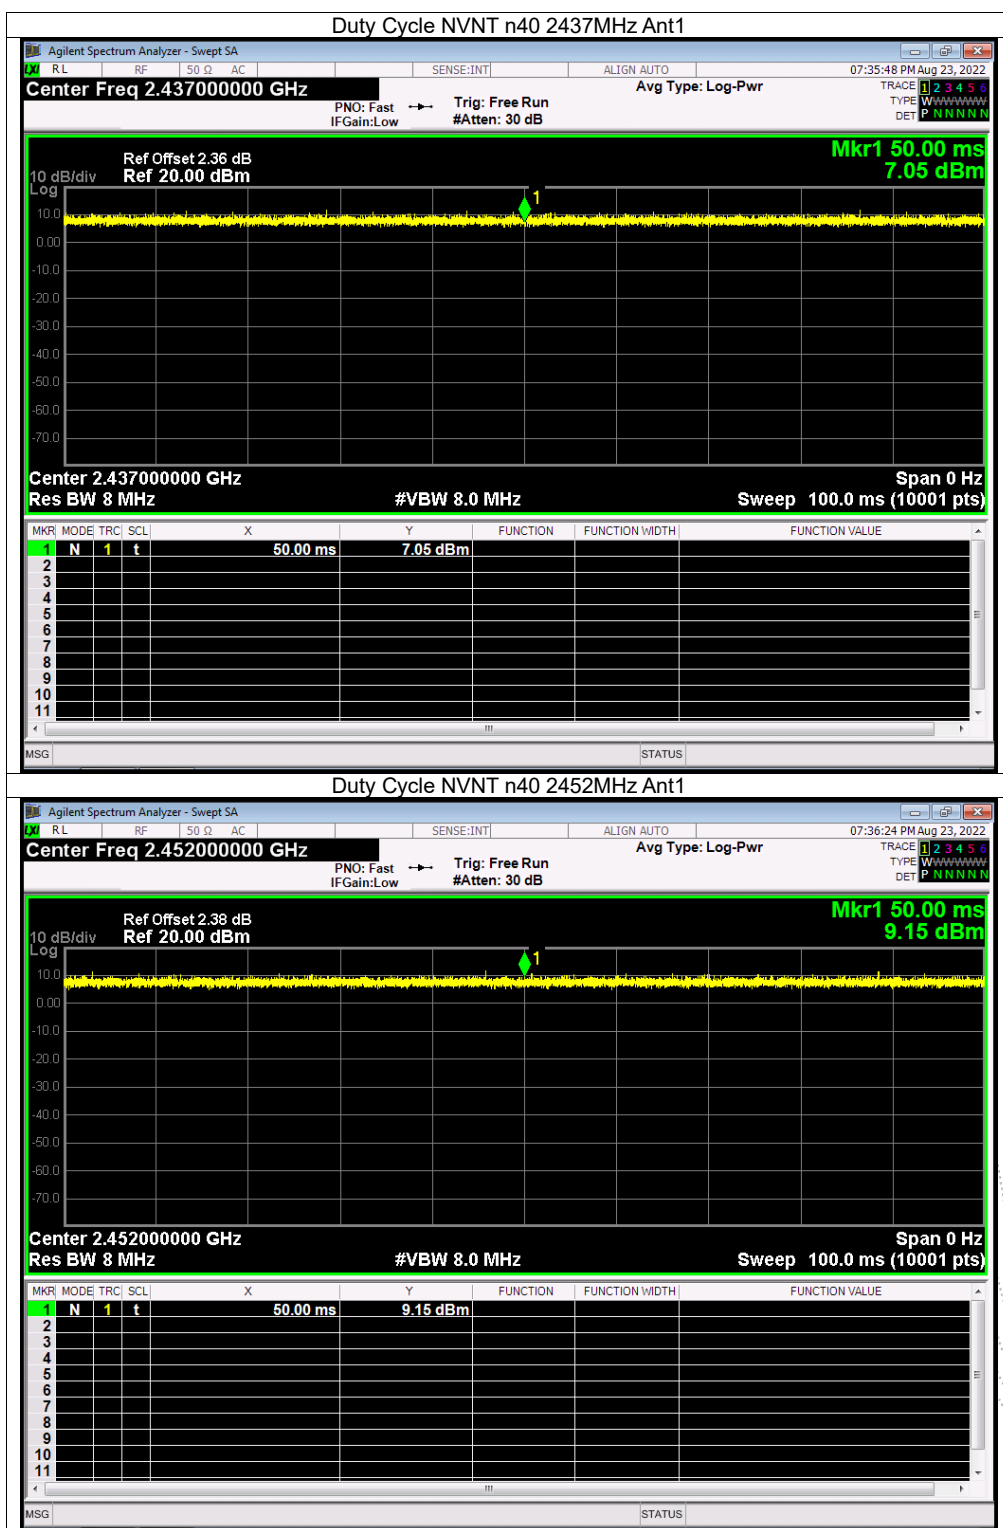 Duty Cycle NVNT n40 2437MHz Ant1
Agilent Spectrum Analyzer - Swept SA
LXI RL RF 50 Ω AC SENSE:INT ALIGN AUTO 07:35:48 PM Aug 23, 2022
Center Freq 2.437000000 GHz Avg Type: Log-Pwr TRACE 1 2 3 4 5 6
PNO: Fast Trig: Free Run TYPE WWWWWW
IFGain:Low #Atten: 30 dB DET P N N N N N
Mkr1 50.00 ms
Ref Offset 2.36 dB
10 dB/div Ref 20.00 dBm 7.05 dBm
Log
1
10.0
0.00
-10.0
-20.0
-30.0
-40.0
-50.0
-60.0
-70.0
Center 2.437000000 GHz Span 0 Hz
Res BW 8 MHz #VBW 8.0 MHz Sweep 100.0 ms (10001 pts)
MKR MODE TRC SCL X Y FUNCTION FUNCTION WIDTH FUNCTION VALUE
1 N 1 t 50.00 ms 7.05 dBm
2
3
4
5
6
7
8
9
10
11
MSG STATUS
Duty Cycle NVNT n40 2452MHz Ant1
Agilent Spectrum Analyzer - Swept SA
LXI RL RF 50 Ω AC SENSE:INT ALIGN AUTO 07:36:24 PM Aug 23, 2022
Center Freq 2.452000000 GHz Avg Type: Log-Pwr TRACE 1 2 3 4 5 6
PNO: Fast Trig: Free Run TYPE WWWWWW
IFGain:Low #Atten: 30 dB DET P N N N N N
Mkr1 50.00 ms
Ref Offset 2.38 dB
10 dB/div Ref 20.00 dBm 9.15 dBm
Log
1
10.0
0.00
-10.0
-20.0
-30.0
-40.0
-50.0
-60.0
-70.0
Center 2.452000000 GHz Span 0 Hz
Res BW 8 MHz #VBW 8.0 MHz Sweep 100.0 ms (10001 pts)
MKR MODE TRC SCL X Y FUNCTION FUNCTION WIDTH FUNCTION VALUE
1 N 1 t 50.00 ms 9.15 dBm
2
3
4
5
6
7
8
9
10
11
MSG STATUS